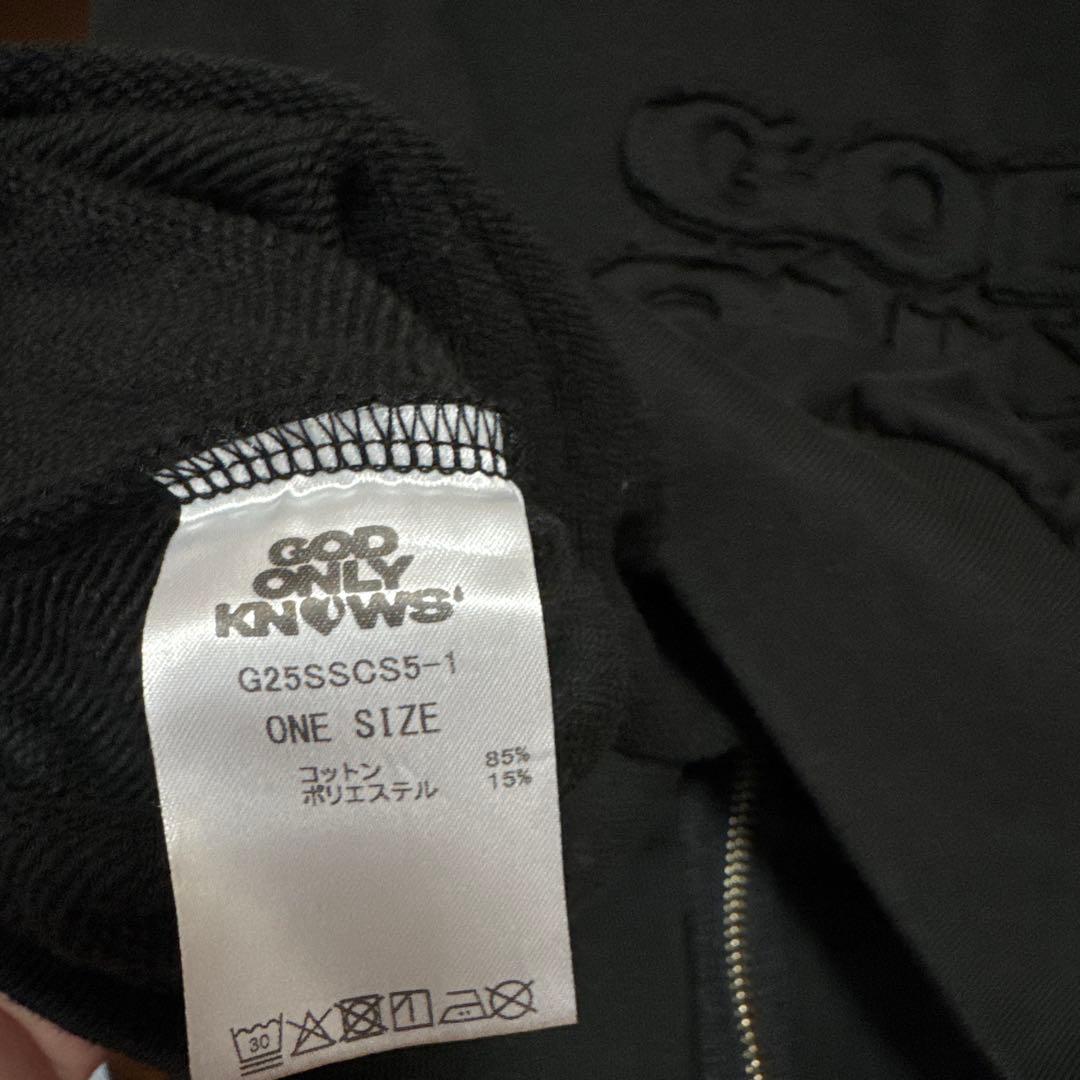 GOD
ONLY
KNOWS'
G25SSCS5-1
ONE SIZE
コットン 85%
ポリエステル 15%
30